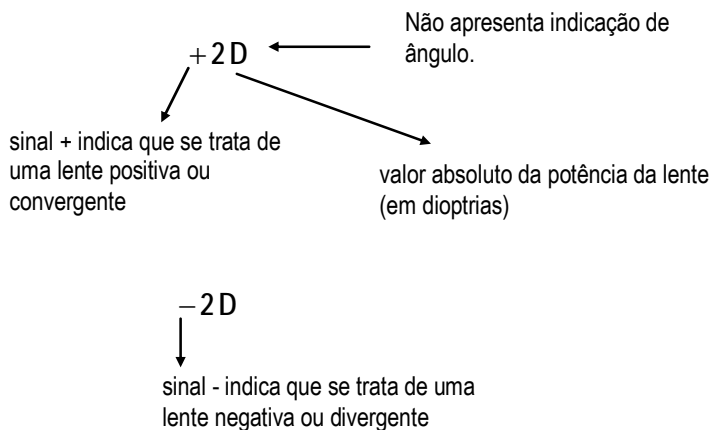 Não apresenta indicação de
ângulo.
+2D
sinal + indica que se trata de
uma lente positiva ou
convergente
valor absoluto da potência da lente
(em dioptrias)
−2D
sinal - indica que se trata de uma
lente negativa ou divergente